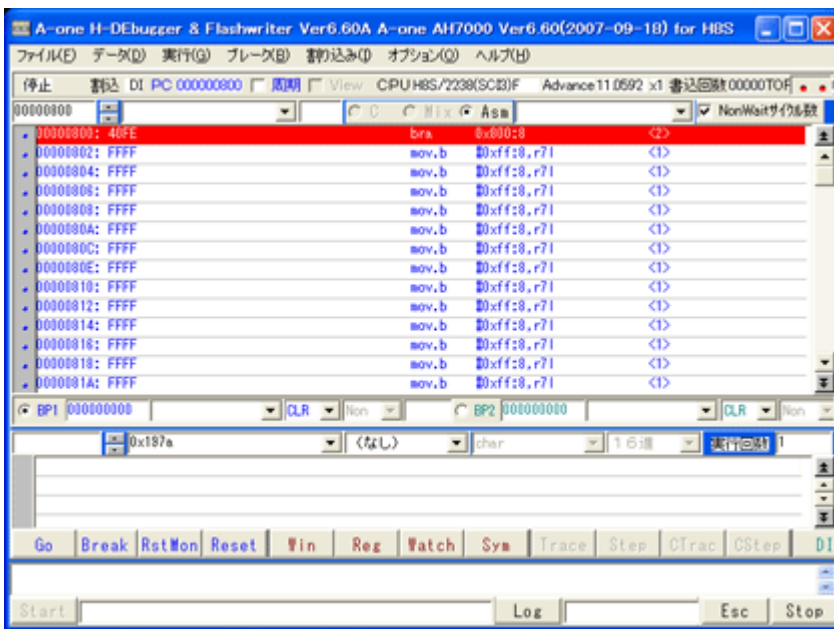 A-one H-DEbugger & Flashwriter Ver6.60A A-one AH7000 Ver6.60(2007-09-18) for H8S
ファイル(F) データ(D) 実行(G) ブレーク(B) 割り込み(I) オプション(O) ヘルプ(H)
停止 割込 DI PC 000000800 周期 View CPU H8S/2238(SCI3)F Advance 11.0592 x1 書込回数 00000TOF
00000800 C Mix Asm NonWaitサイクル数
00000800: 40FE bra 0x800:8 <2>
00000802: FFFF mov.b #0xff:8,r7l <1>
00000804: FFFF mov.b #0xff:8,r7l <1>
00000806: FFFF mov.b #0xff:8,r7l <1>
00000808: FFFF mov.b #0xff:8,r7l <1>
0000080A: FFFF mov.b #0xff:8,r7l <1>
0000080C: FFFF mov.b #0xff:8,r7l <1>
0000080E: FFFF mov.b #0xff:8,r7l <1>
00000810: FFFF mov.b #0xff:8,r7l <1>
00000812: FFFF mov.b #0xff:8,r7l <1>
00000814: FFFF mov.b #0xff:8,r7l <1>
00000816: FFFF mov.b #0xff:8,r7l <1>
00000818: FFFF mov.b #0xff:8,r7l <1>
0000081A: FFFF mov.b #0xff:8,r7l <1>
BP1 000000000 CLR Non BP2 000000000 CLR Non
0x187a (なし) char 16進 実行回数 1
Go Break RstMon Reset Win Reg Watch Sym Trace Step CTrac CStep DI
Start Log Esc Stop